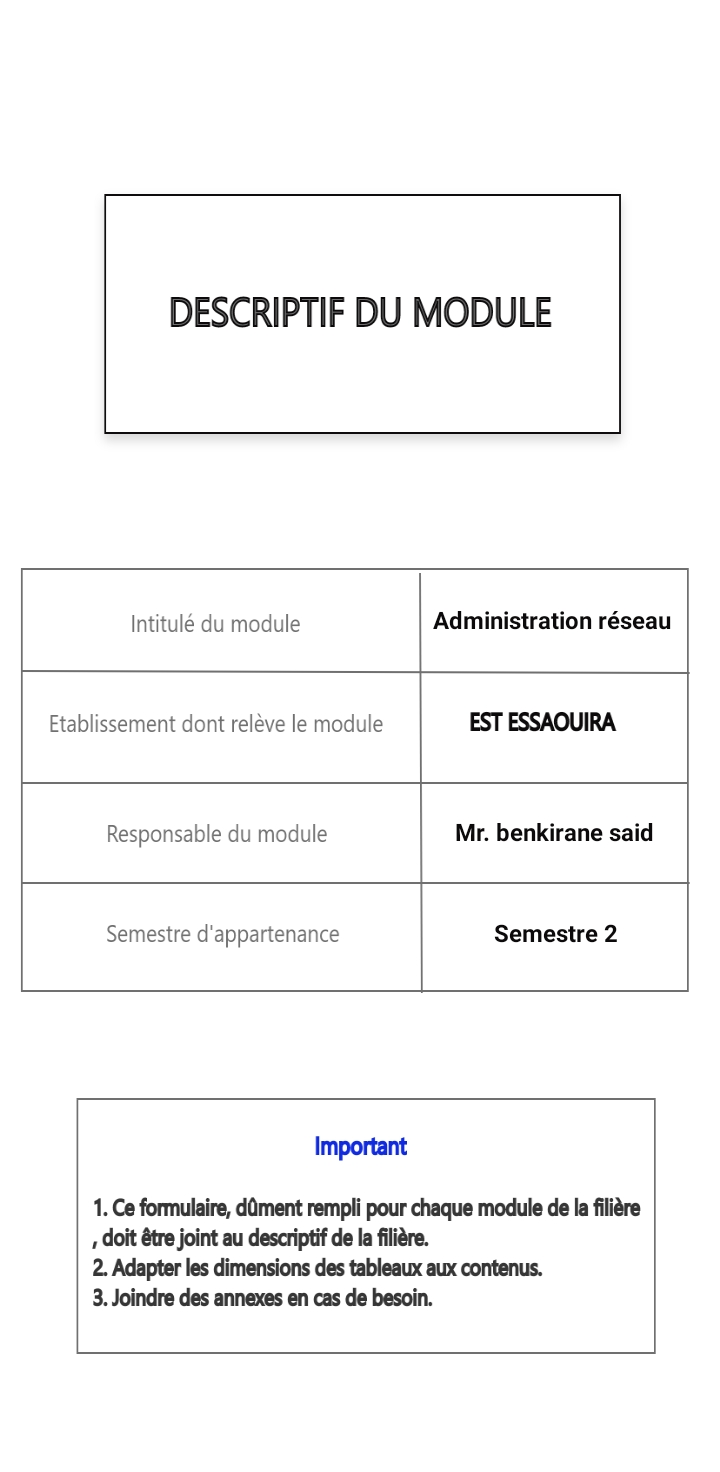 DESCRIPTIF DU MODULE
Intitulé du module
Administration réseau
Etablissement dont relève le module
EST ESSAOUIRA
Responsable du module
Mr. benkirane said
Semestre d'appartenance
Semestre 2
Important
1. Ce formulaire, dûment rempli pour chaque module de la filière
, doit être joint au descriptif de la filière.
2. Adapter les dimensions des tableaux aux contenus.
3. Joindre des annexes en cas de besoin.